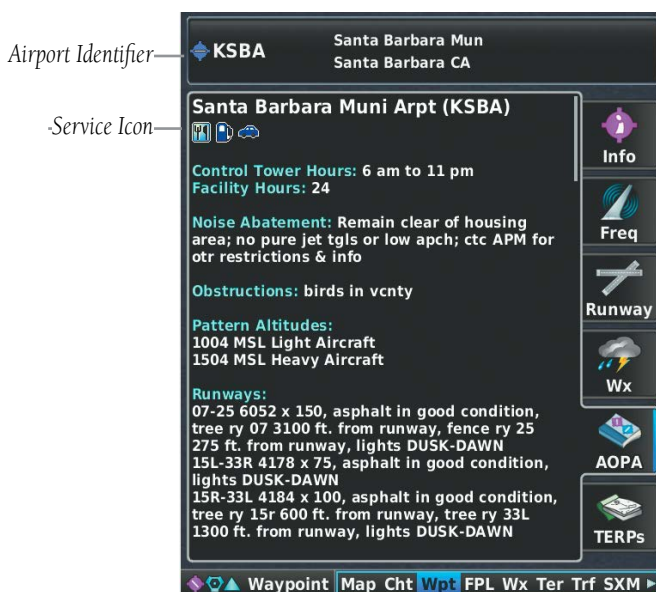 Airport Identifier
KSBA
Santa Barbara Mun
Santa Barbara CA
-Service Icon
Santa Barbara Muni Arpt (KSBA)
Control Tower Hours: 6 am to 11 pm
Facility Hours: 24
Noise Abatement: Remain clear of housing
area; no pure jet tgls or low apch; ctc APM for
otr restrictions & info
Obstructions: birds in vcnty
Pattern Altitudes:
1004 MSL Light Aircraft
1504 MSL Heavy Aircraft
Runways:
07-25 6052 x 150, asphalt in good condition,
tree ry 07 3100 ft. from runway, fence ry 25
275 ft. from runway, lights DUSK-DAWN
15L-33R 4178 x 75, asphalt in good condition,
lights DUSK-DAWN
15R-33L 4184 x 100, asphalt in good condition,
tree ry 15r 600 ft. from runway, tree ry 33L
1300 ft. from runway, lights DUSK-DAWN
Info
Freq
Runway
Wx
AOPA
TERPs
Waypoint Map Cht Wpt FPL Wx Ter Trf SXM